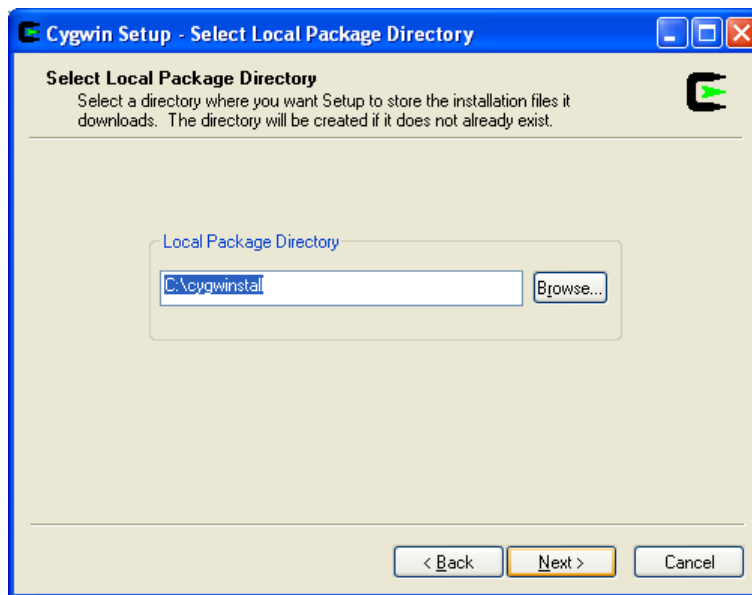 Cygwin Setup - Select Local Package Directory
Select Local Package Directory
Select a directory where you want Setup to store the installation files it
downloads. The directory will be created if it does not already exist.
Local Package Directory
C:\cygwinstall
Browse...
< Back
Next >
Cancel